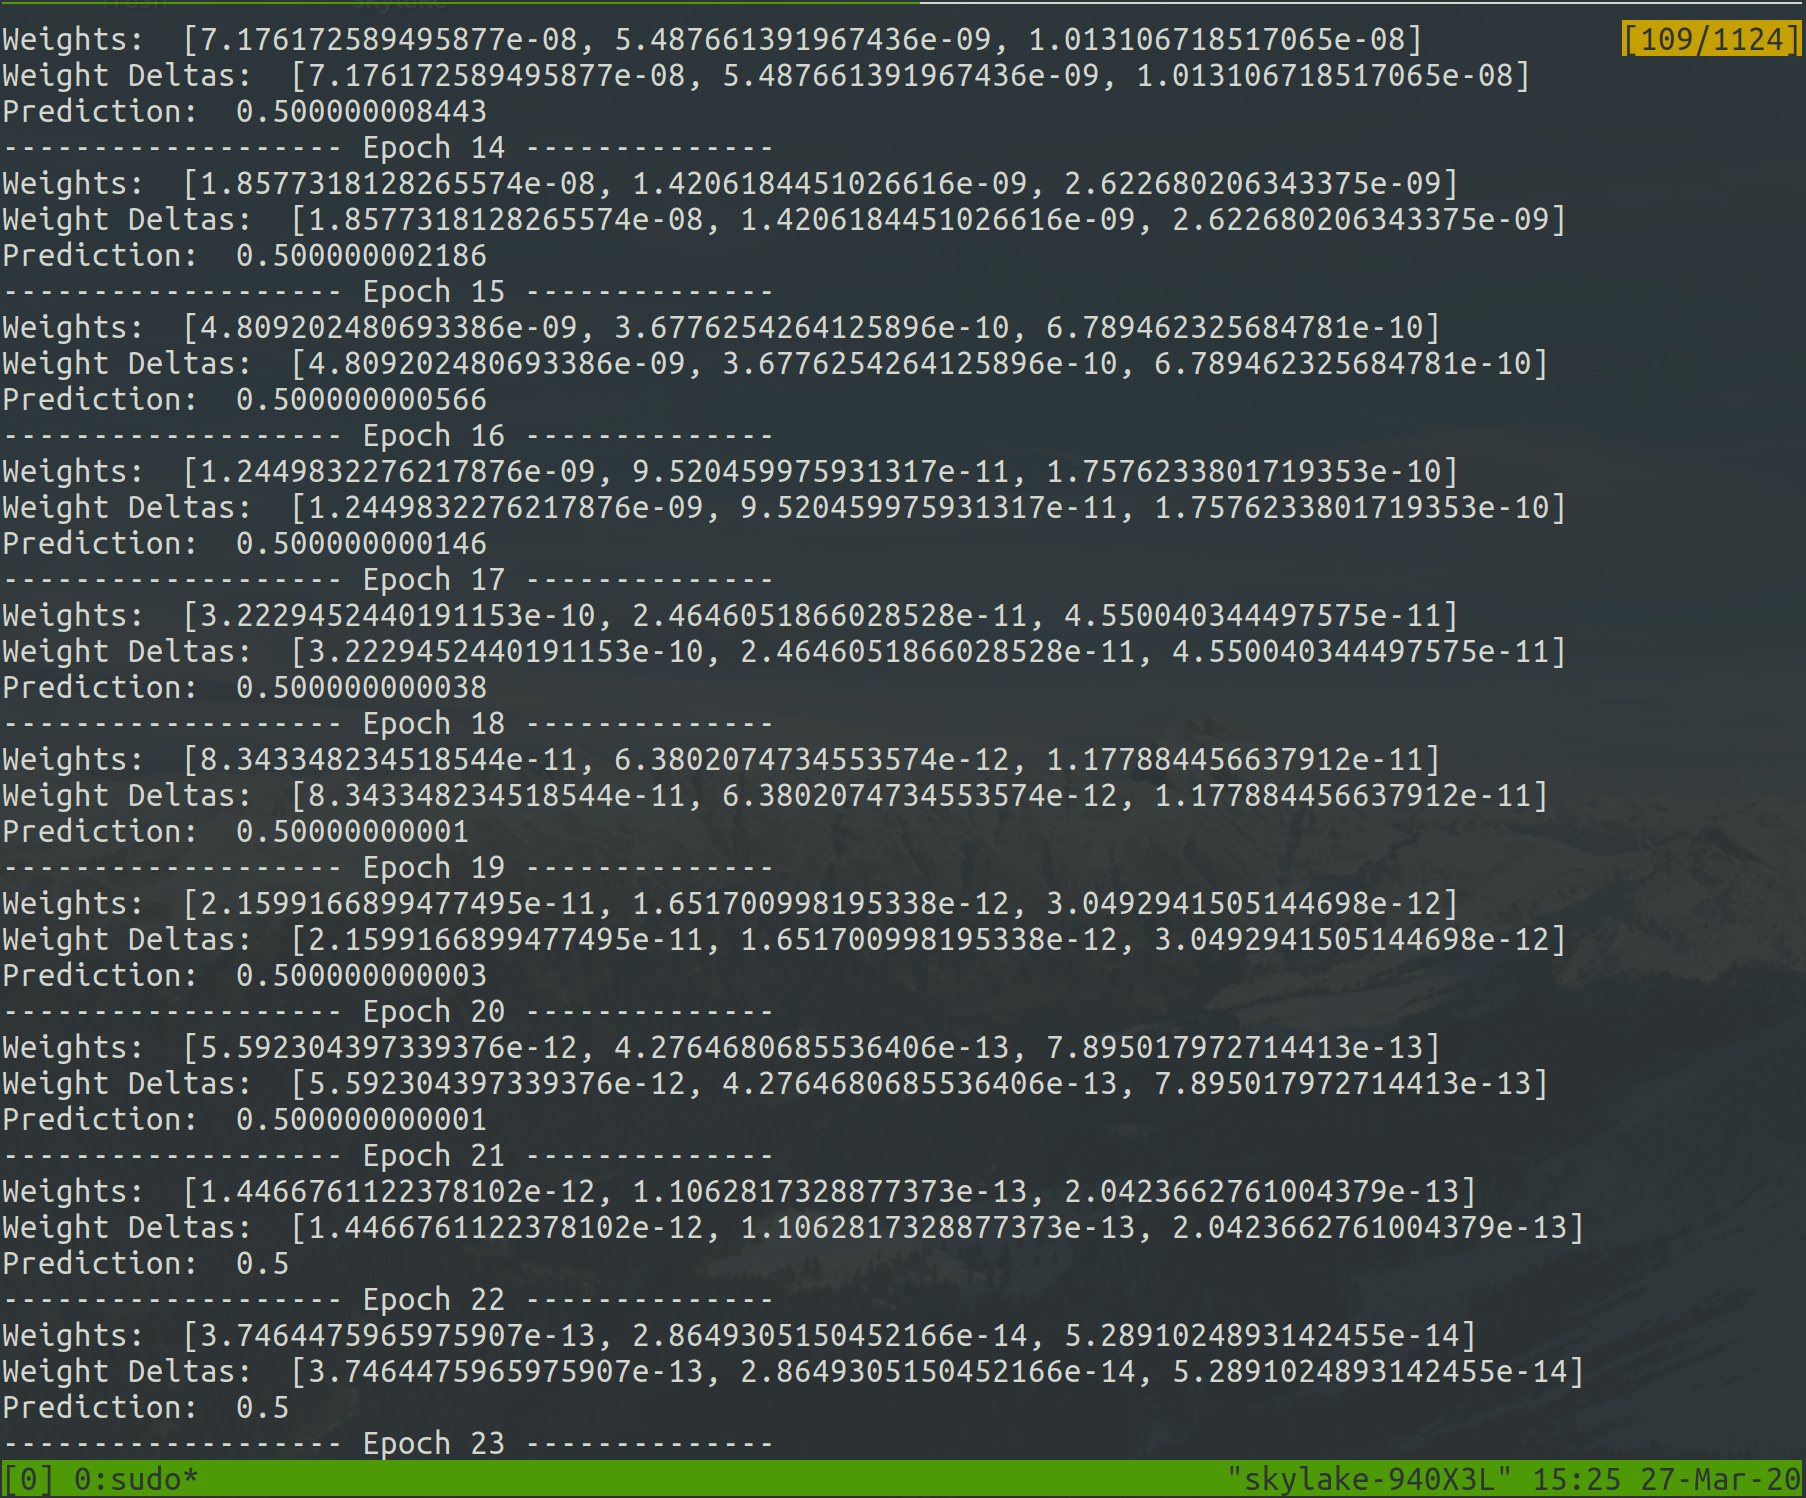 Weights:  [7.176172589495877e-08, 5.487661391967436e-09, 1.013106718517065e-08] [109/1124]
Weight Deltas:  [7.176172589495877e-08, 5.487661391967436e-09, 1.013106718517065e-08]
Prediction:  0.500000008443
------------------- Epoch 14 --------------
Weights:  [1.8577318128265574e-08, 1.4206184451026616e-09, 2.622680206343375e-09]
Weight Deltas:  [1.8577318128265574e-08, 1.4206184451026616e-09, 2.622680206343375e-09]
Prediction:  0.500000002186
------------------- Epoch 15 --------------
Weights:  [4.809202480693386e-09, 3.6776254264125896e-10, 6.789462325684781e-10]
Weight Deltas:  [4.809202480693386e-09, 3.6776254264125896e-10, 6.789462325684781e-10]
Prediction:  0.500000000566
------------------- Epoch 16 --------------
Weights:  [1.2449832276217876e-09, 9.520459975931317e-11, 1.7576233801719353e-10]
Weight Deltas:  [1.2449832276217876e-09, 9.520459975931317e-11, 1.7576233801719353e-10]
Prediction:  0.500000000146
------------------- Epoch 17 --------------
Weights:  [3.2229452440191153e-10, 2.4646051866028528e-11, 4.550040344497575e-11]
Weight Deltas:  [3.2229452440191153e-10, 2.4646051866028528e-11, 4.550040344497575e-11]
Prediction:  0.500000000038
------------------- Epoch 18 --------------
Weights:  [8.343348234518544e-11, 6.3802074734553574e-12, 1.177884456637912e-11]
Weight Deltas:  [8.343348234518544e-11, 6.3802074734553574e-12, 1.177884456637912e-11]
Prediction:  0.50000000001
------------------- Epoch 19 --------------
Weights:  [2.1599166899477495e-11, 1.651700998195338e-12, 3.0492941505144698e-12]
Weight Deltas:  [2.1599166899477495e-11, 1.651700998195338e-12, 3.0492941505144698e-12]
Prediction:  0.500000000003
------------------- Epoch 20 --------------
Weights:  [5.592304397339376e-12, 4.2764680685536406e-13, 7.895017972714413e-13]
Weight Deltas:  [5.592304397339376e-12, 4.2764680685536406e-13, 7.895017972714413e-13]
Prediction:  0.500000000001
------------------- Epoch 21 --------------
Weights:  [1.4466761122378102e-12, 1.1062817328877373e-13, 2.0423662761004379e-13]
Weight Deltas:  [1.4466761122378102e-12, 1.1062817328877373e-13, 2.0423662761004379e-13]
Prediction:  0.5
------------------- Epoch 22 --------------
Weights:  [3.7464475965975907e-13, 2.8649305150452166e-14, 5.2891024893142455e-14]
Weight Deltas:  [3.7464475965975907e-13, 2.8649305150452166e-14, 5.2891024893142455e-14]
Prediction:  0.5
------------------- Epoch 23 --------------
[0] 0:sudo* "skylake-940X3L" 15:25 27-Mar-20